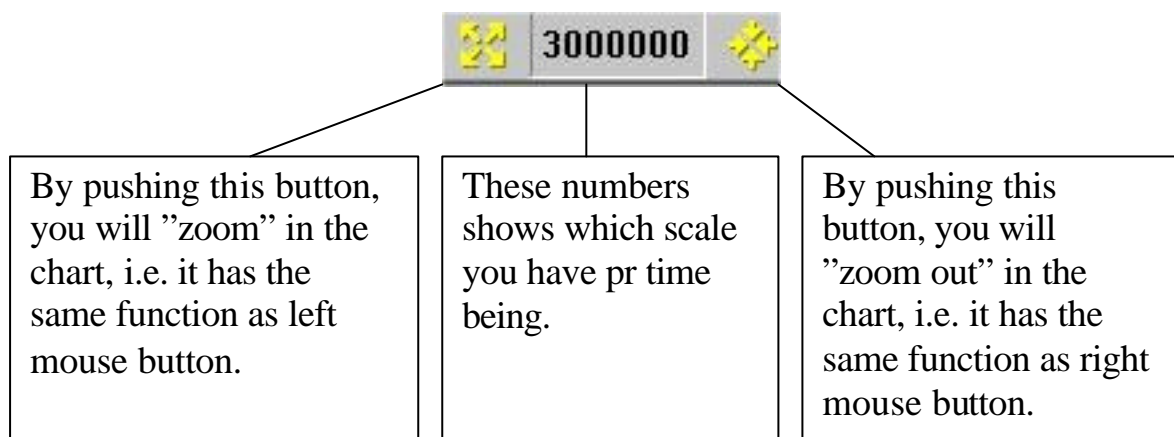 3000000
By pushing this button,
you will ”zoom” in the
chart, i.e. it has the
same function as left
mouse button.
These numbers
shows which scale
you have pr time
being.
By pushing this
button, you will
”zoom out” in the
chart, i.e. it has the
same function as right
mouse button.